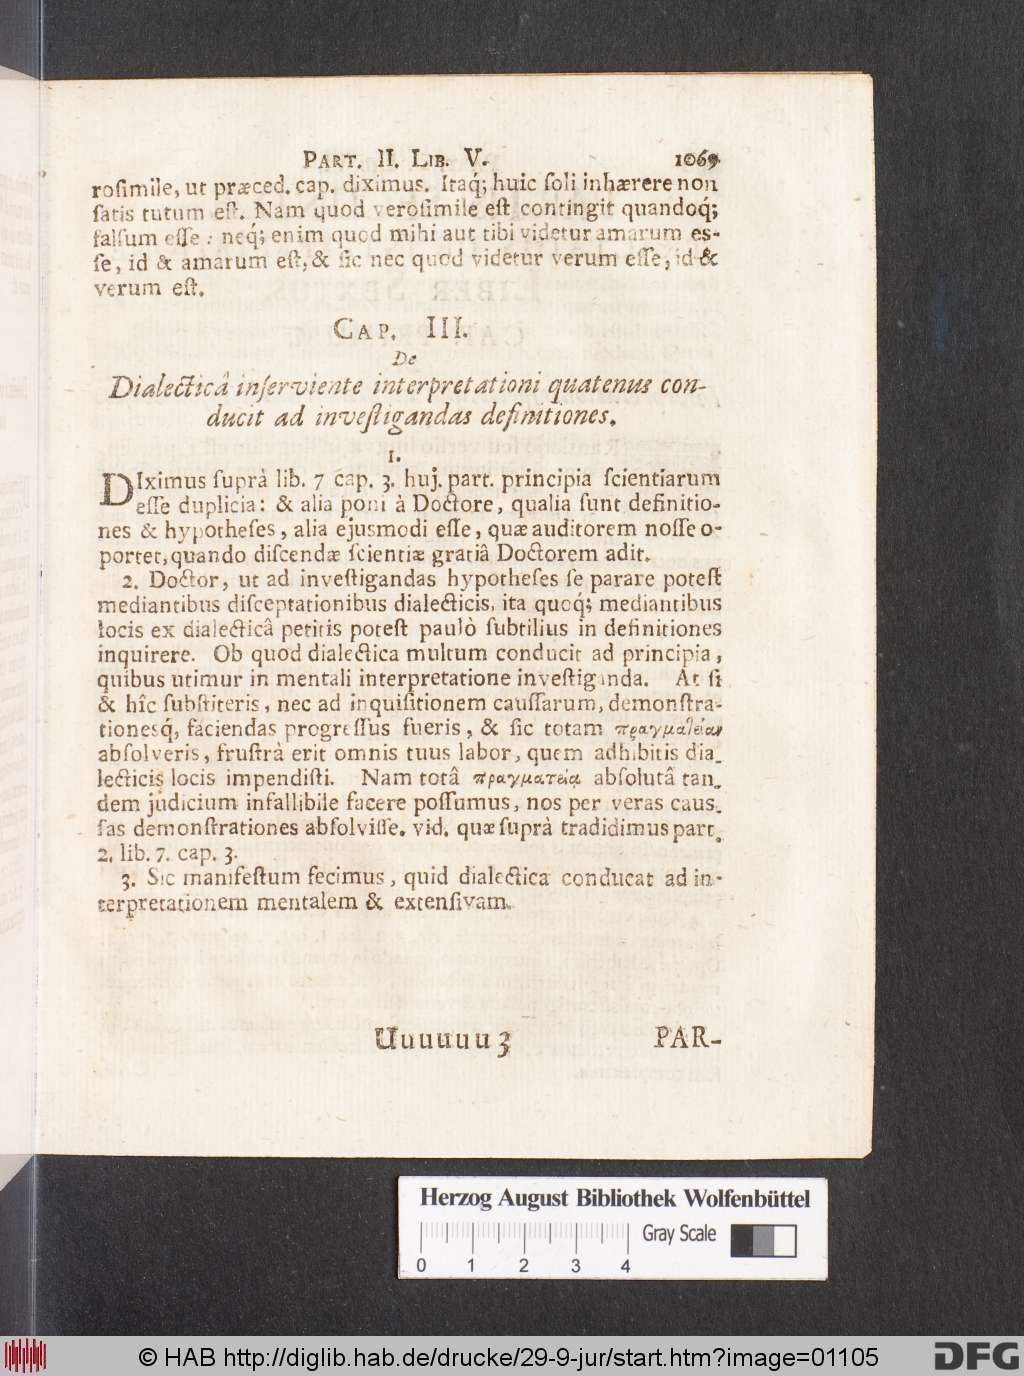 PART. II. LIB. V. 1069
roſimile, ut præced. cap. diximus. Itaq́; huic ſoli inhærere non
ſatis tutum eſt. Nam quod veroſimile eſt contingit quandoq́;
falſum eſſe: neq́; enim quod mihi aut tibi videtur amarum es-
ſe, id & amarum eſt, & ſic nec quod videtur verum eſſe, id &
verum eſt.
CAP. III.
De
Dialecticâ inſerviente interpretationi quatenus con-
ducit ad inveſtigandas definitiones.
1.
DIximus ſuprà lib. 7 cap. 3. huj. part. principia ſcientiarum
eſſe duplicia: & alia poni à Doctore, qualia ſunt definitio-
nes & hypotheſes, alia ejusmodi eſſe, quæ auditorem noſſe o-
portet, quando diſcendæ ſcientiæ gratiâ Doctorem adit.
2. Doctor, ut ad inveſtigandas hypotheſes ſe parare poteſt
mediantibus diſceptationibus dialecticis, ita quoq́; mediantibus
locis ex dialecticâ petitis poteſt paulò ſubtilius in definitiones
inquirere. Ob quod dialectica multum conducit ad principia,
quibus utimur in mentali interpretatione inveſtiganda. At ſi
& hîc ſubſtiteris, nec ad inquiſitionem cauſſarum, demonſtra-
tionesq́, faciendas progreſſus fueris, & ſic totam πραγματείαν
abſolveris, fruſtrà erit omnis tuus labor, quem adhibitis dia-
lecticis locis impendiſti. Nam totâ πραγματείᾳ abſolutâ tan-
dem judicium infallibile facere poſſumus, nos per veras cauſ-
ſas demonſtrationes abſolviſſe. vid. quæ ſuprà tradidimus part.
2. lib. 7. cap. 3.
3. Sic manifeſtum fecimus, quid dialectica conducat ad in-
terpretationem mentalem & extenſivam.
Uuuuuu 3 PAR-
Herzog August Bibliothek Wolfenbüttel
Gray Scale
0 1 2 3 4
© HAB http://diglib.hab.de/drucke/29-9-jur/start.htm?image=01105
DFG